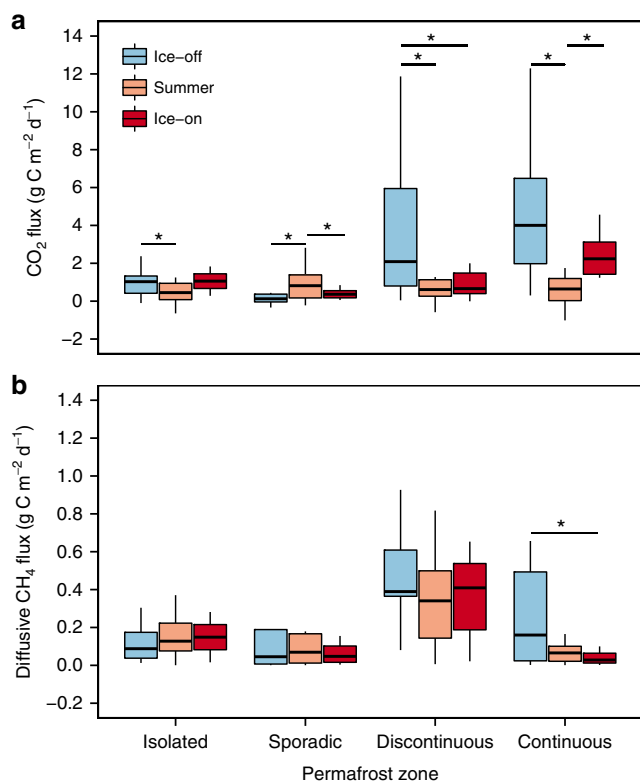 a
14
12
10
8
6
4
2
0
−2
CO₂ flux (g C m⁻² d⁻¹)
Ice−off
Summer
Ice−on
*
*
*
*
*
*
*
b
1.4
1.2
1.0
0.8
0.6
0.4
0.2
0.0
−0.2
Diffusive CH₄ flux (g C m⁻² d⁻¹)
*
Isolated Sporadic Discontinuous Continuous
Permafrost zone